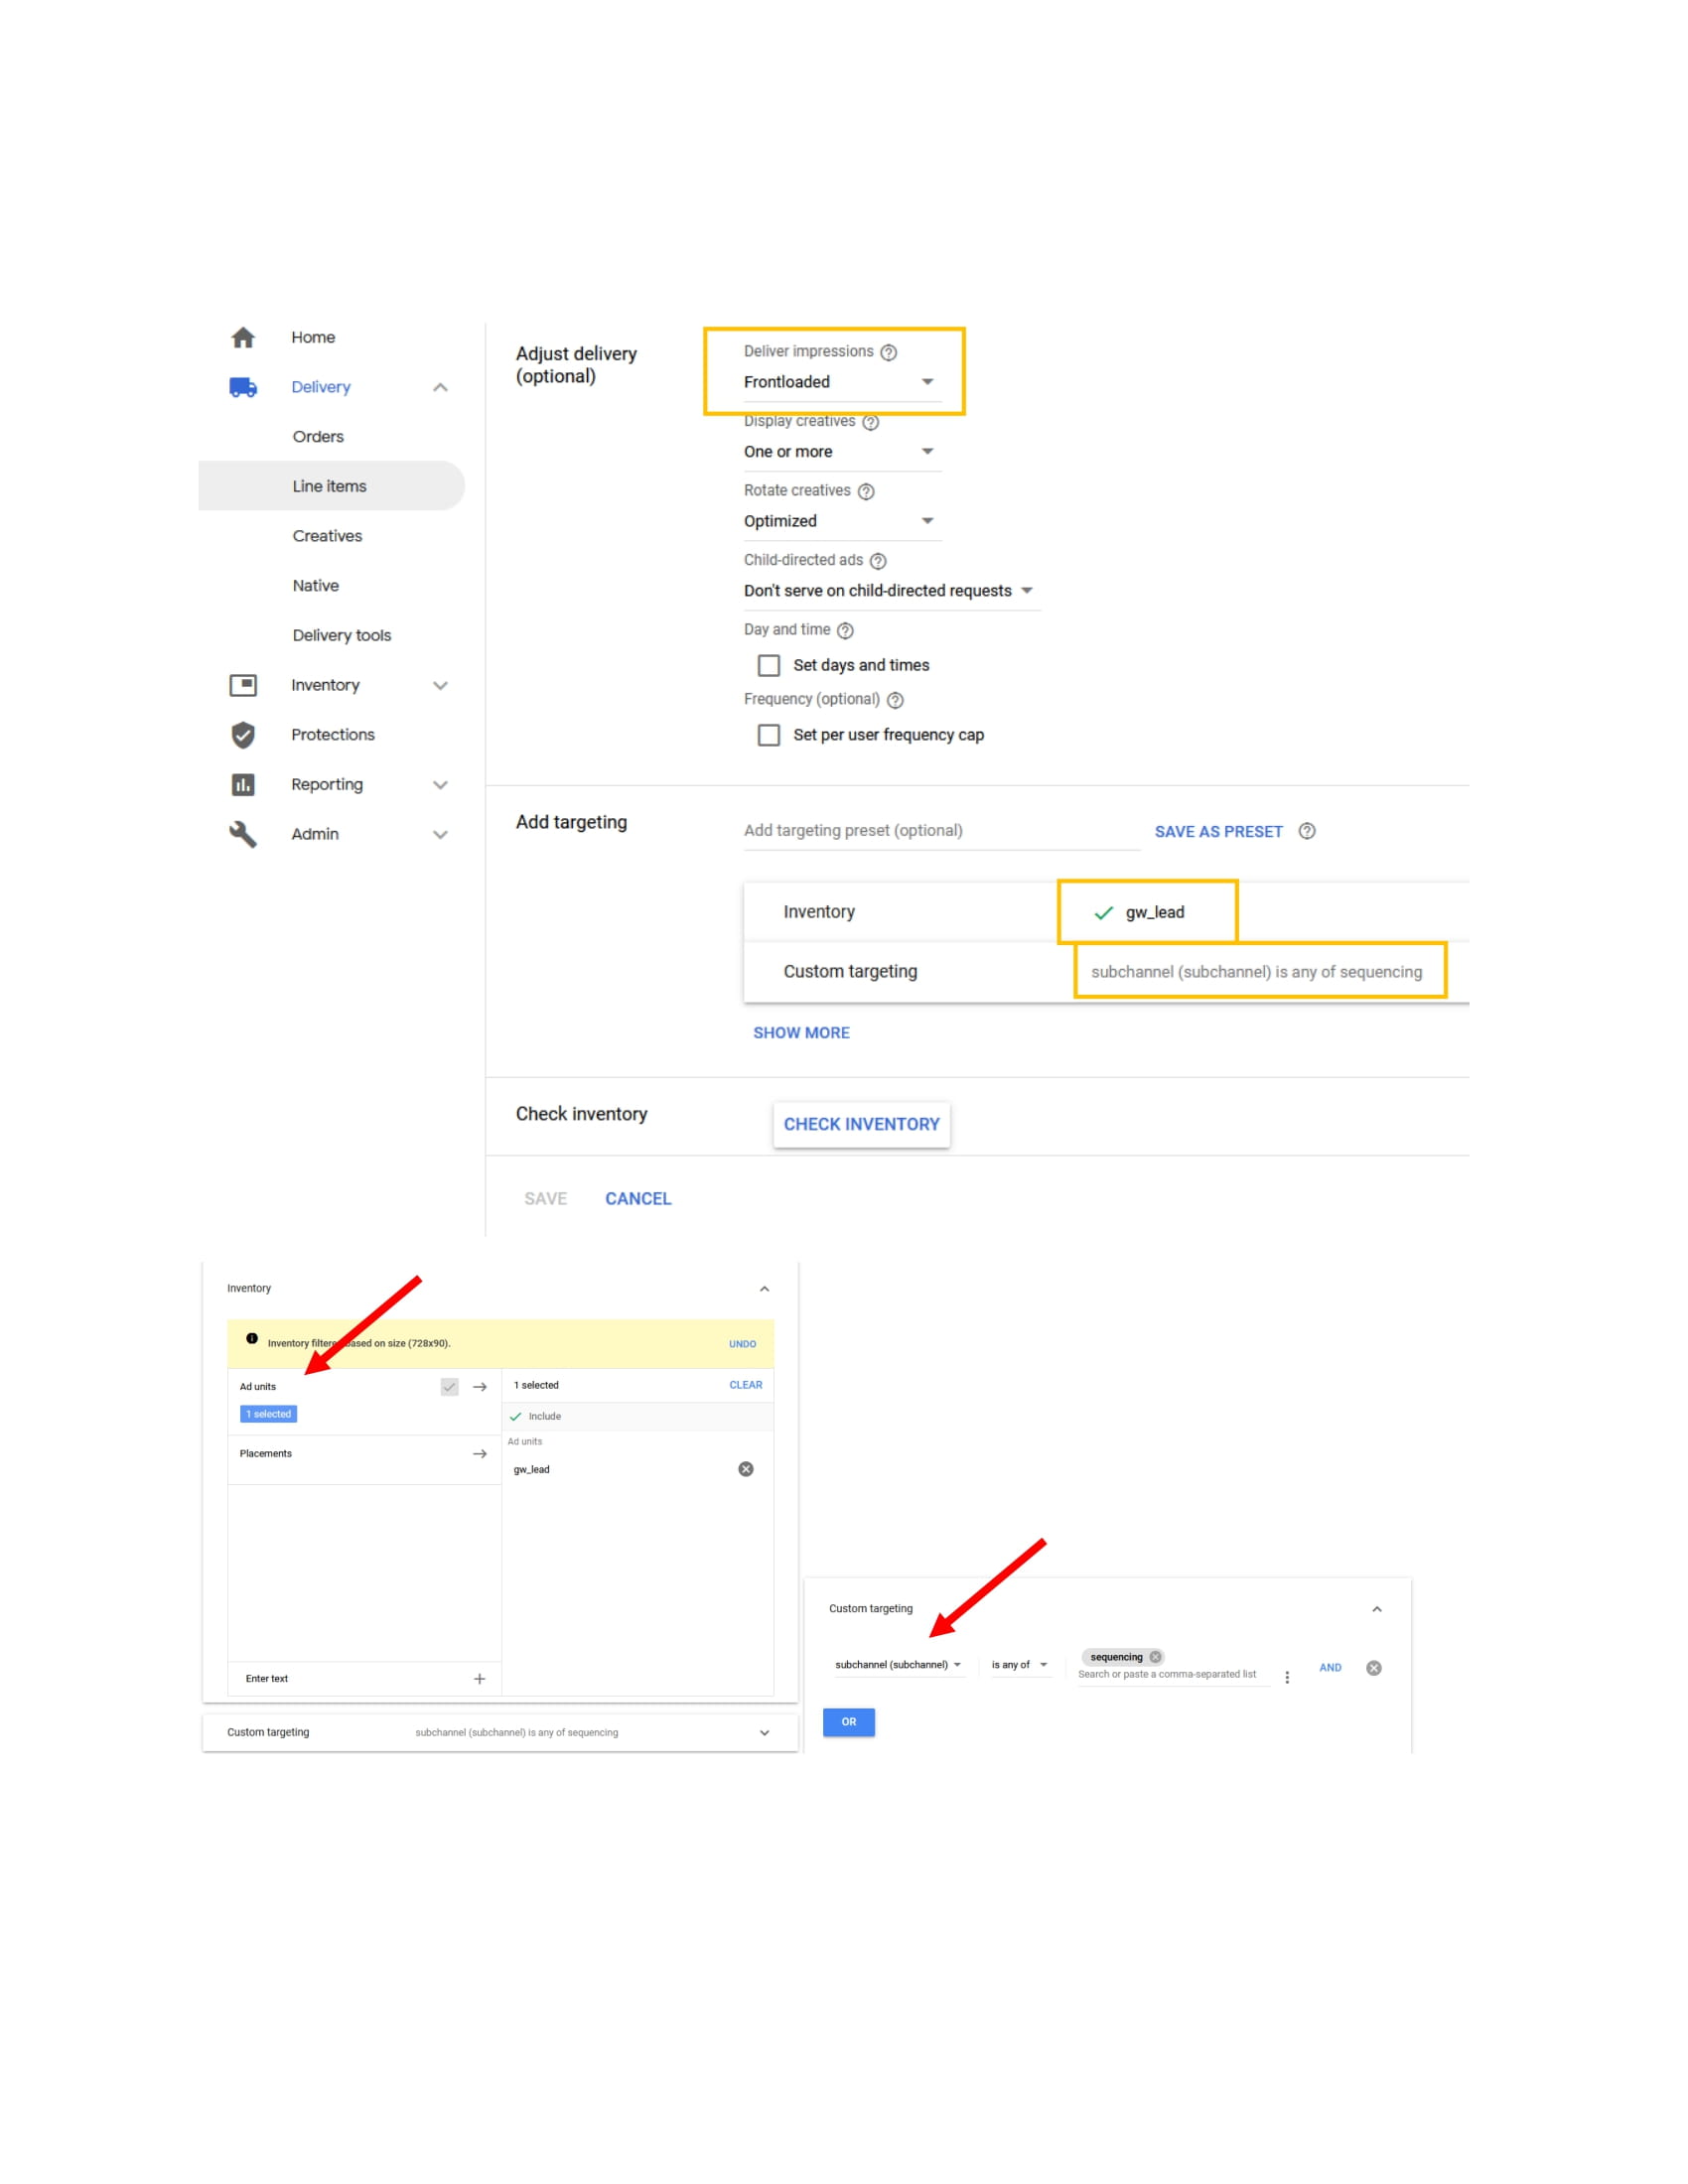 Home
Delivery
Orders
Line items
Creatives
Native
Delivery tools
Inventory
Protections
Reporting
Admin
Adjust delivery
(optional)
Deliver impressions
Frontloaded
Display creatives
One or more
Rotate creatives
Optimized
Child-directed ads
Don't serve on child-directed requests
Day and time
Set days and times
Frequency (optional)
Set per user frequency cap
Add targeting
Add targeting preset (optional)
SAVE AS PRESET
Inventory
gw_lead
Custom targeting
subchannel (subchannel) is any of sequencing
SHOW MORE
Check inventory
CHECK INVENTORY
SAVE
CANCEL
Inventory
Inventory based on size (728x90).
UNDO
Ad units
1 selected
Placements
Enter text
1 selected
CLEAR
Include
Ad units
gw_lead
Custom targeting
subchannel (subchannel) is any of sequencing
Custom targeting
subchannel (subchannel)
is any of
sequencing
Search or paste a comma-separated list
AND
OR